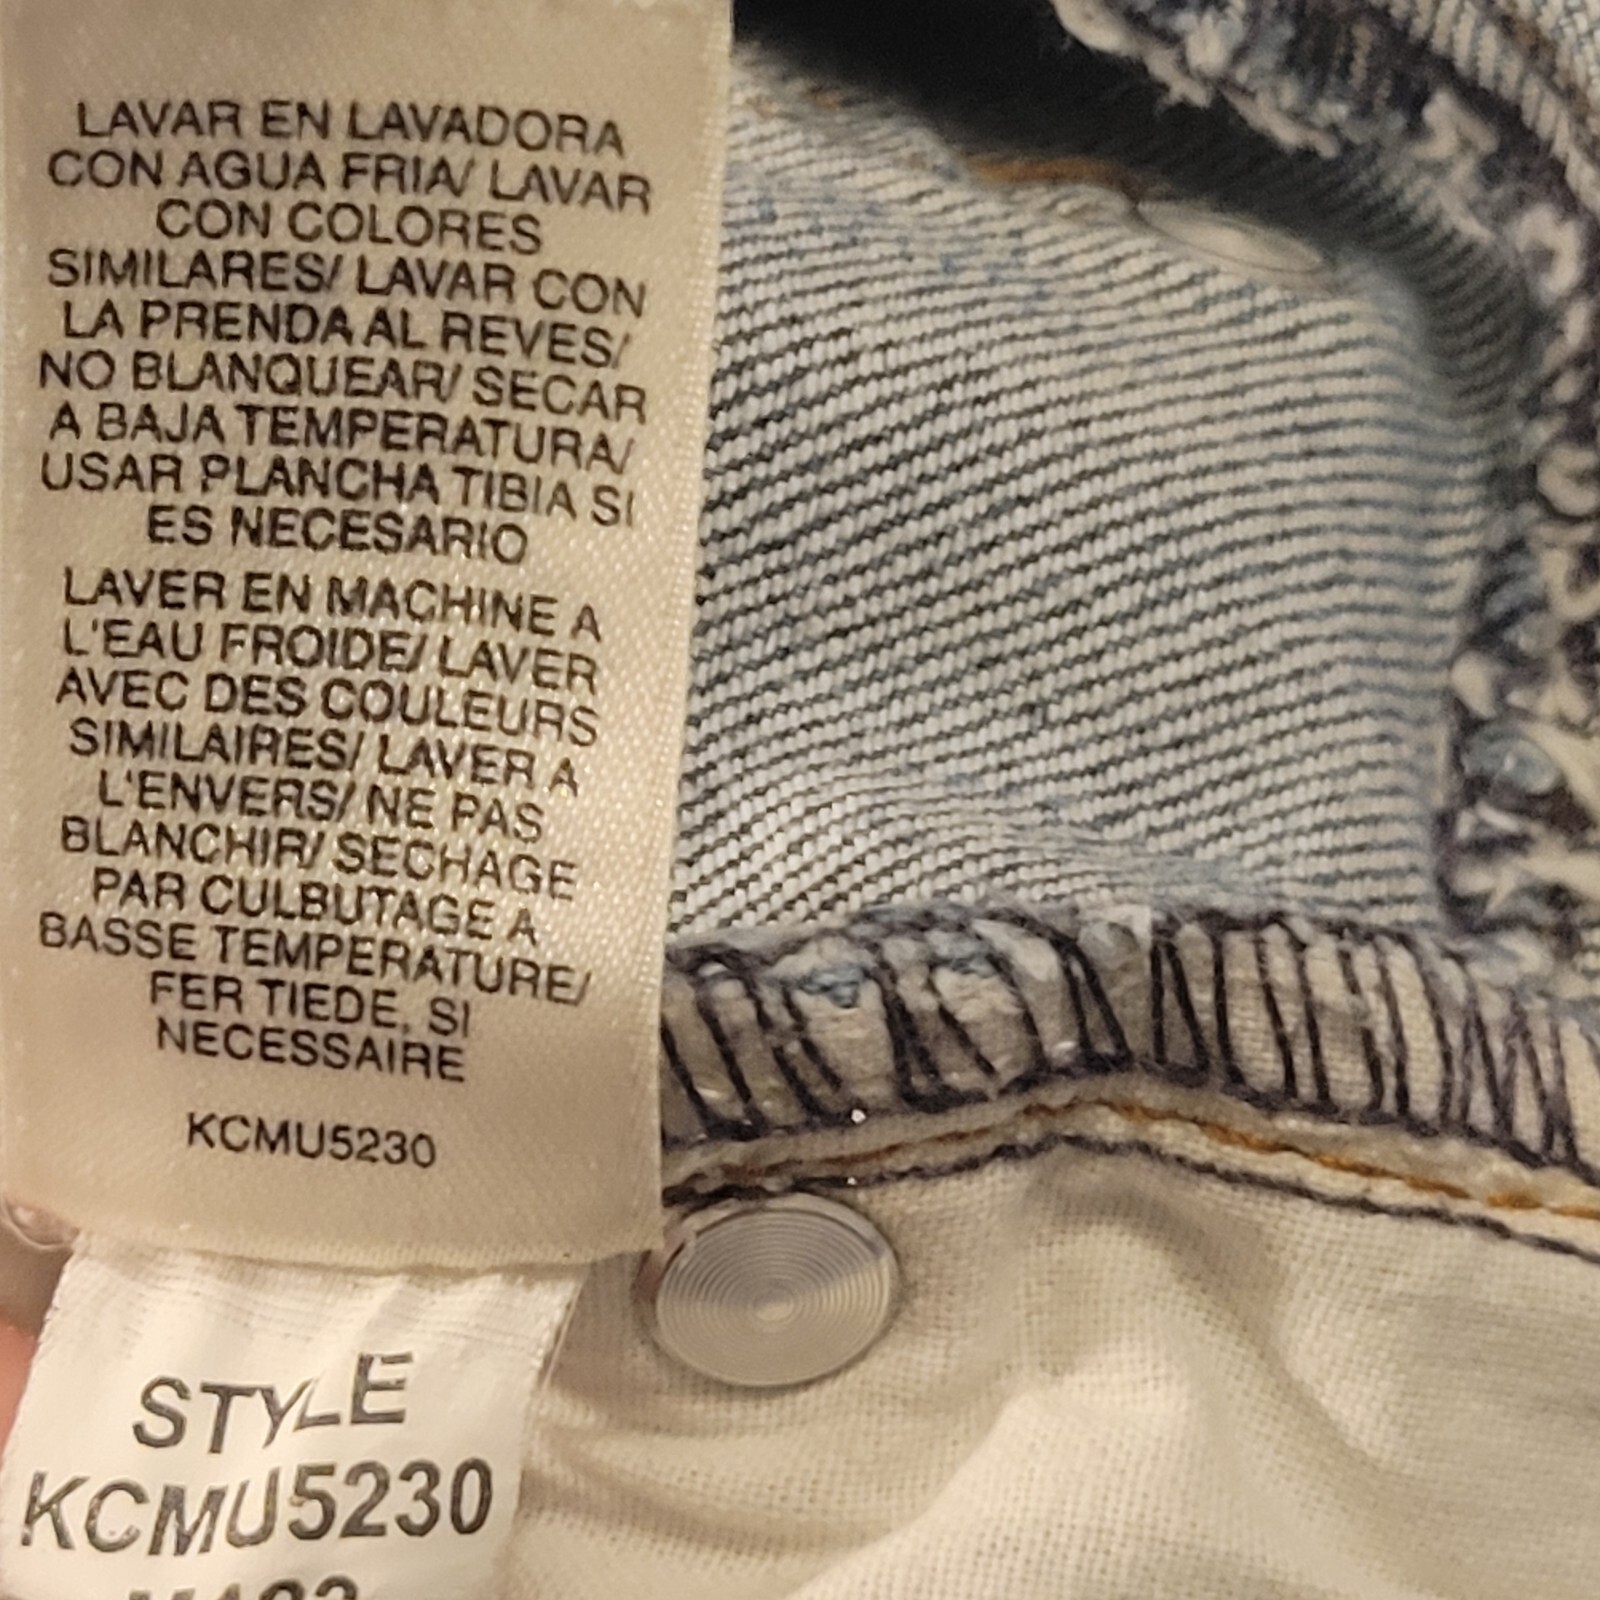 LAVAR EN LAVADORA
CON AGUA FRIA/ LAVAR
CON COLORES
SIMILARES/ LAVAR CON
LA PRENDA AL REVES/
NO BLANQUEAR/ SECAR
A BAJA TEMPERATURA/
USAR PLANCHA TIBIA SI
ES NECESARIO
LAVER EN MACHINE A
L'EAU FROIDE/ LAVER
AVEC DES COULEURS
SIMILAIRES/ LAVER A
L'ENVERS/ NE PAS
BLANCHIR/ SECHAGE
PAR CULBUTAGE A
BASSE TEMPERATURE/
FER TIEDE, SI
NECESSAIRE
KCMU5230
STYLE
KCMU5230